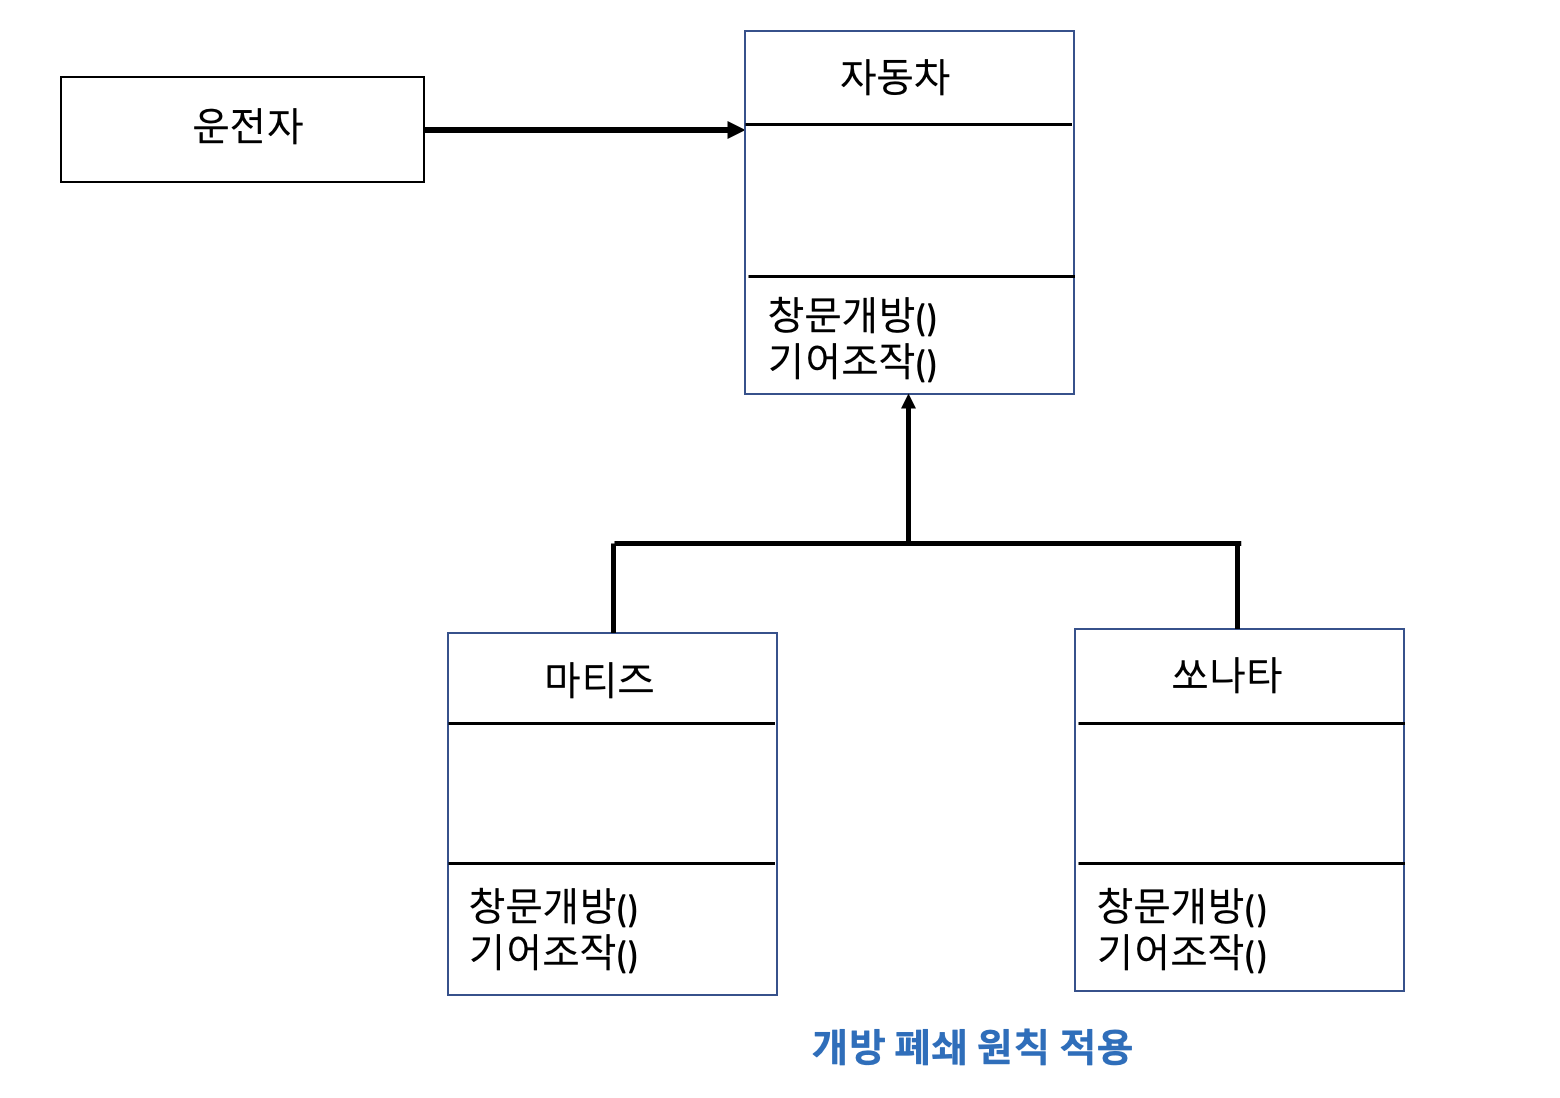 운전자
자동차
창문개방()
기어조작()
마티즈
창문개방()
기어조작()
쏘나타
창문개방()
기어조작()
개방 폐쇄 원칙 적용